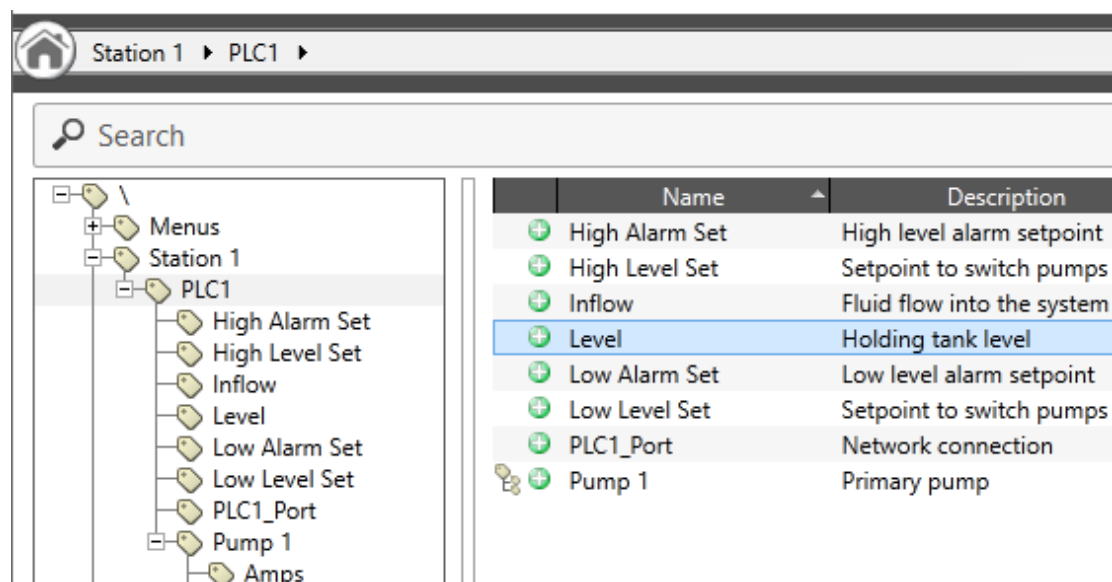 Station 1 ▸ PLC1 ▸
Search
\
Menus
Station 1
PLC1
High Alarm Set
High Level Set
Inflow
Level
Low Alarm Set
Low Level Set
PLC1_Port
Pump 1
Amps
Name Description
High Alarm Set High level alarm setpoint
High Level Set Setpoint to switch pumps
Inflow Fluid flow into the system
Level Holding tank level
Low Alarm Set Low level alarm setpoint
Low Level Set Setpoint to switch pumps
PLC1_Port Network connection
Pump 1 Primary pump